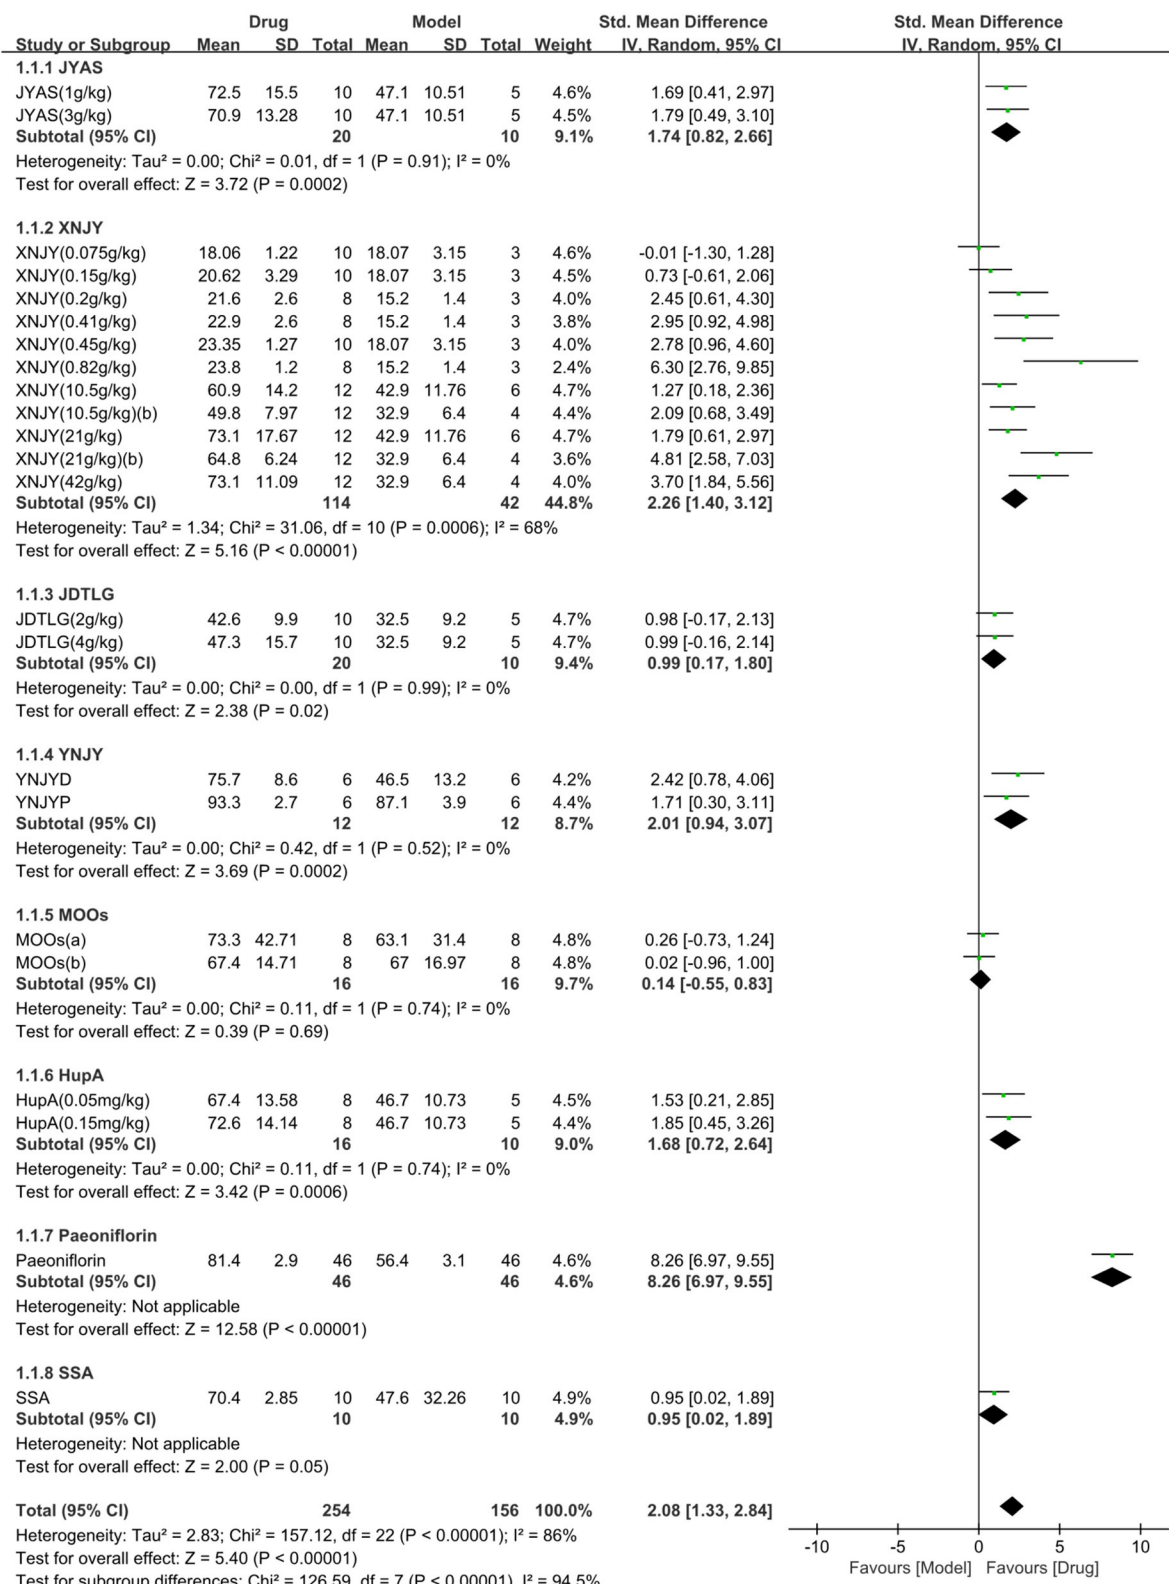 Drug Model Std. Mean Difference Std. Mean Difference
Study or Subgroup Mean SD Total Mean SD Total Weight IV, Random, 95% CI IV, Random, 95% CI
1.1.1 JYAS
JYAS(1g/kg) 72.5 15.5 10 47.1 10.51 5 4.6% 1.69 [0.41, 2.97]
JYAS(3g/kg) 70.9 13.28 10 47.1 10.51 5 4.5% 1.79 [0.49, 3.10]
Subtotal (95% CI) 20 10 9.1% 1.74 [0.82, 2.66]
Heterogeneity: Tau² = 0.00; Chi² = 0.01, df = 1 (P = 0.91); I² = 0%
Test for overall effect: Z = 3.72 (P = 0.0002)
1.1.2 XNJY
XNJY(0.075g/kg) 18.06 1.22 10 18.07 3.15 3 4.6% -0.01 [-1.30, 1.28]
XNJY(0.15g/kg) 20.62 3.29 10 18.07 3.15 3 4.5% 0.73 [-0.61, 2.06]
XNJY(0.2g/kg) 21.6 2.6 8 15.2 1.4 3 4.0% 2.45 [0.61, 4.30]
XNJY(0.41g/kg) 22.9 2.6 8 15.2 1.4 3 3.8% 2.95 [0.92, 4.98]
XNJY(0.45g/kg) 23.35 1.27 10 18.07 3.15 3 4.0% 2.78 [0.96, 4.60]
XNJY(0.82g/kg) 23.8 1.2 8 15.2 1.4 3 2.4% 6.30 [2.76, 9.85]
XNJY(10.5g/kg) 60.9 14.2 12 42.9 11.76 6 4.7% 1.27 [0.18, 2.36]
XNJY(10.5g/kg)(b) 49.8 7.97 12 32.9 6.4 4 4.4% 2.09 [0.68, 3.49]
XNJY(21g/kg) 73.1 17.67 12 42.9 11.76 6 4.7% 1.79 [0.61, 2.97]
XNJY(21g/kg)(b) 64.8 6.24 12 32.9 6.4 4 3.6% 4.81 [2.58, 7.03]
XNJY(42g/kg) 73.1 11.09 12 32.9 6.4 4 4.0% 3.70 [1.84, 5.56]
Subtotal (95% CI) 114 42 44.8% 2.26 [1.40, 3.12]
Heterogeneity: Tau² = 1.34; Chi² = 31.06, df = 10 (P = 0.0006); I² = 68%
Test for overall effect: Z = 5.16 (P < 0.00001)
1.1.3 JDTLG
JDTLG(2g/kg) 42.6 9.9 10 32.5 9.2 5 4.7% 0.98 [-0.17, 2.13]
JDTLG(4g/kg) 47.3 15.7 10 32.5 9.2 5 4.7% 0.99 [-0.16, 2.14]
Subtotal (95% CI) 20 10 9.4% 0.99 [0.17, 1.80]
Heterogeneity: Tau² = 0.00; Chi² = 0.00, df = 1 (P = 0.99); I² = 0%
Test for overall effect: Z = 2.38 (P = 0.02)
1.1.4 YNJY
YNJYD 75.7 8.6 6 46.5 13.2 6 4.2% 2.42 [0.78, 4.06]
YNJYP 93.3 2.7 6 87.1 3.9 6 4.4% 1.71 [0.30, 3.11]
Subtotal (95% CI) 12 12 8.7% 2.01 [0.94, 3.07]
Heterogeneity: Tau² = 0.00; Chi² = 0.42, df = 1 (P = 0.52); I² = 0%
Test for overall effect: Z = 3.69 (P = 0.0002)
1.1.5 MOOs
MOOs(a) 73.3 42.71 8 63.1 31.4 8 4.8% 0.26 [-0.73, 1.24]
MOOs(b) 67.4 14.71 8 67 16.97 8 4.8% 0.02 [-0.96, 1.00]
Subtotal (95% CI) 16 16 9.7% 0.14 [-0.55, 0.83]
Heterogeneity: Tau² = 0.00; Chi² = 0.11, df = 1 (P = 0.74); I² = 0%
Test for overall effect: Z = 0.39 (P = 0.69)
1.1.6 HupA
HupA(0.05mg/kg) 67.4 13.58 8 46.7 10.73 5 4.5% 1.53 [0.21, 2.85]
HupA(0.15mg/kg) 72.6 14.14 8 46.7 10.73 5 4.4% 1.85 [0.45, 3.26]
Subtotal (95% CI) 16 10 9.0% 1.68 [0.72, 2.64]
Heterogeneity: Tau² = 0.00; Chi² = 0.11, df = 1 (P = 0.74); I² = 0%
Test for overall effect: Z = 3.42 (P = 0.0006)
1.1.7 Paeoniflorin
Paeoniflorin 81.4 2.9 46 56.4 3.1 46 4.6% 8.26 [6.97, 9.55]
Subtotal (95% CI) 46 46 4.6% 8.26 [6.97, 9.55]
Heterogeneity: Not applicable
Test for overall effect: Z = 12.58 (P < 0.00001)
1.1.8 SSA
SSA 70.4 2.85 10 47.6 32.26 10 4.9% 0.95 [0.02, 1.89]
Subtotal (95% CI) 10 10 4.9% 0.95 [0.02, 1.89]
Heterogeneity: Not applicable
Test for overall effect: Z = 2.00 (P = 0.05)
Total (95% CI) 254 156 100.0% 2.08 [1.33, 2.84]
Heterogeneity: Tau² = 2.83; Chi² = 157.12, df = 22 (P < 0.00001); I² = 86%
-10 -5 0 5 10
Test for overall effect: Z = 5.40 (P < 0.00001)
Favours [Model] Favours [Drug]
Test for subgroup differences: Chi² = 126.59, df = 7 (P < 0.00001), I² = 94.5%